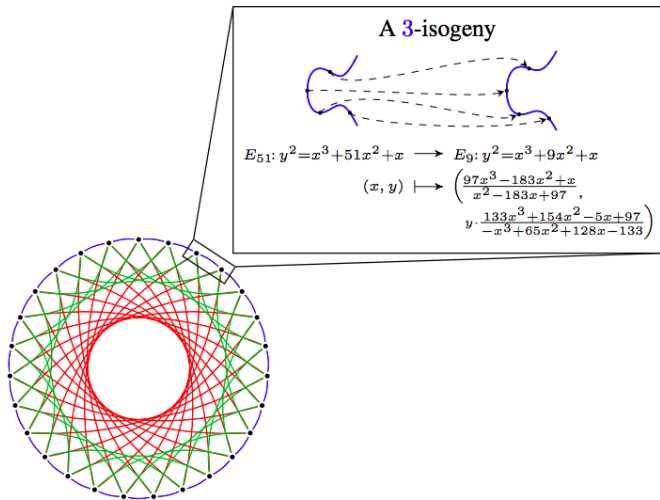 A 3-isogeny
E₅₁: y²=x³+51x²+x ⟶ E₉: y²=x³+9x²+x
(x, y) ⟼ ( (97x³−183x²+x)/(x²−183x+97) ,
y· (133x³+154x²−5x+97)/(−x³+65x²+128x−133) )